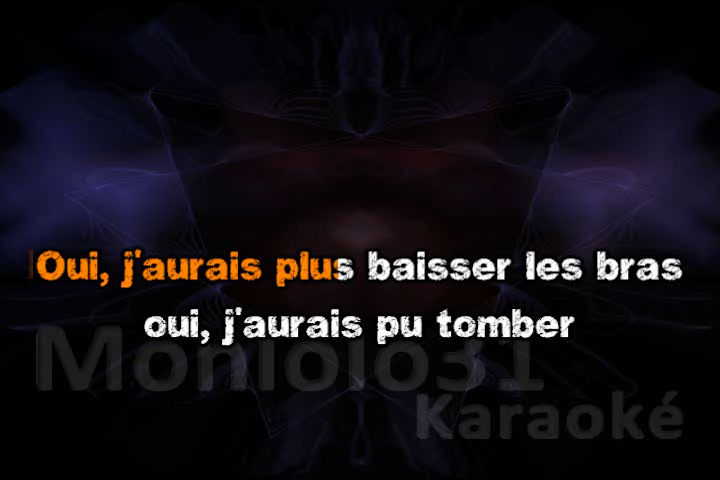 Oui, j'aurais plus baisser les bras
oui, j'aurais pu tomber
Monlolo31
Karaoké